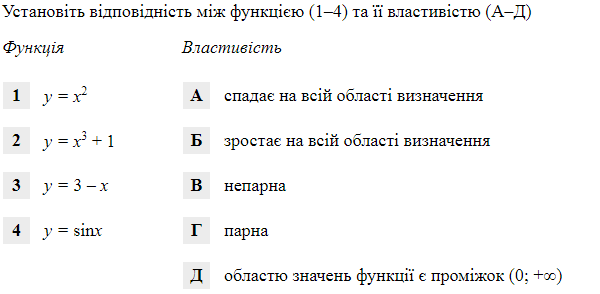 Установіть відповідність між функцією (1–4) та її властивістю (А–Д)
Функція Властивість
1 y = x² А спадає на всій області визначення
2 y = x³ + 1 Б зростає на всій області визначення
3 y = 3 – x В непарна
4 y = sinx Г парна
Д областю значень функції є проміжок (0; +∞)